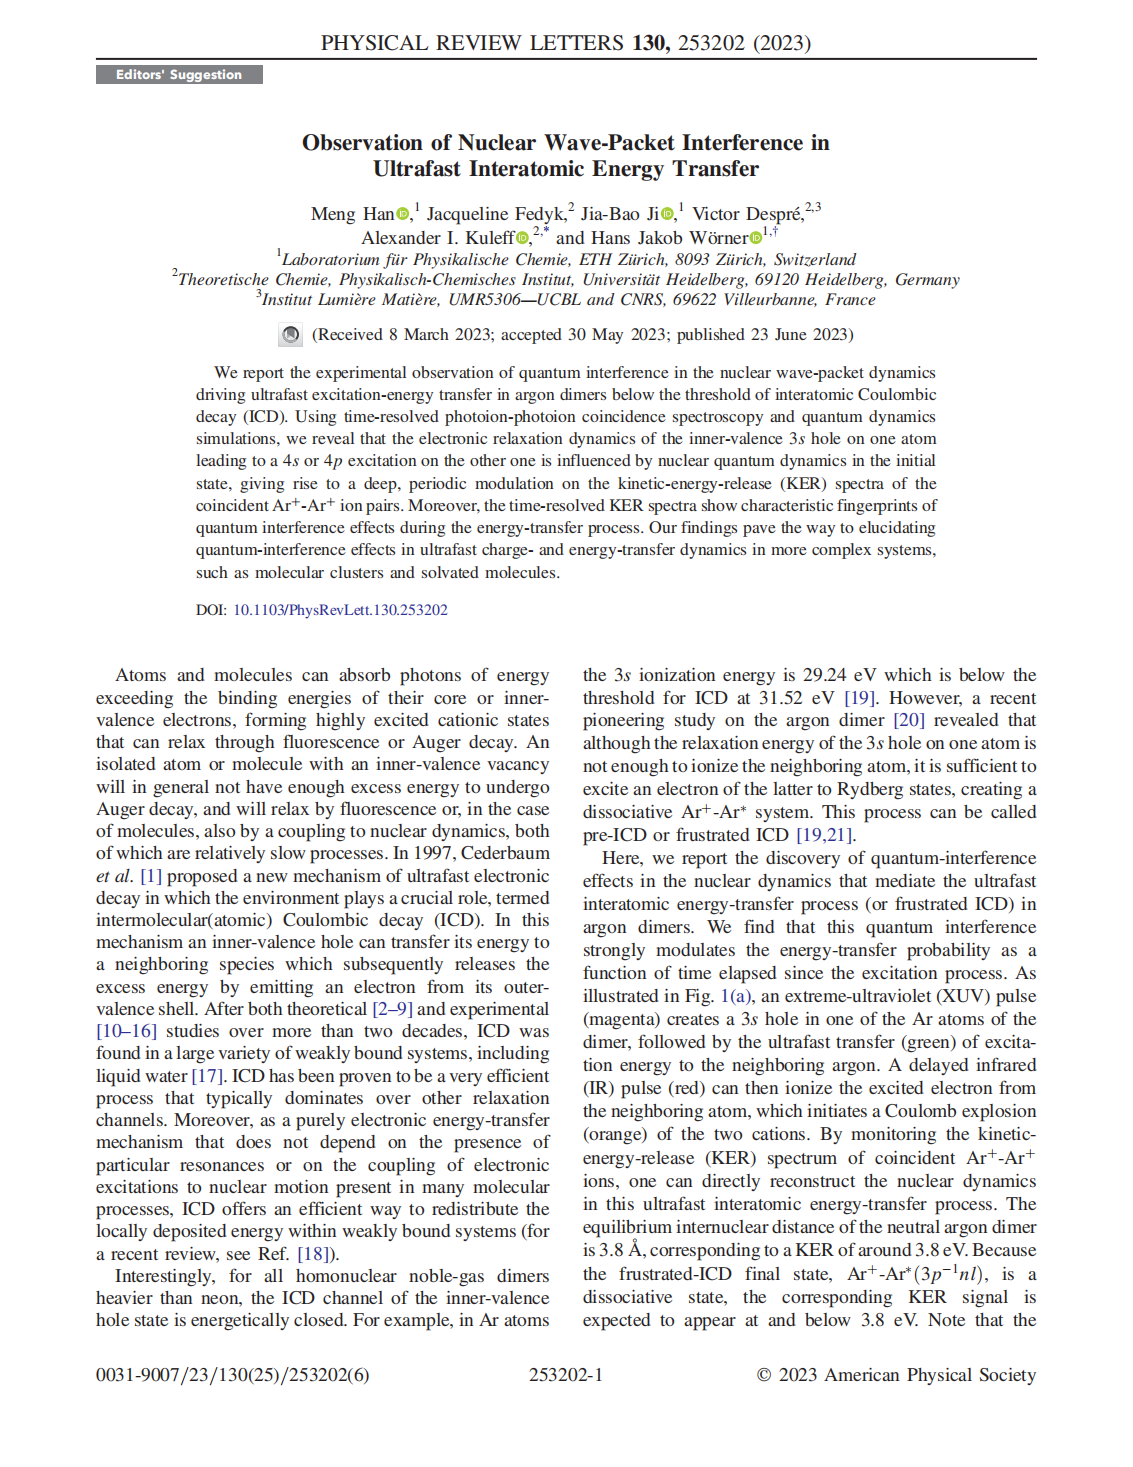 PHYSICAL REVIEW LETTERS 130, 253202 (2023)
Editors' Suggestion
Observation of Nuclear Wave-Packet Interference in
Ultrafast Interatomic Energy Transfer
Meng Han,¹ Jacqueline Fedyk,² Jia-Bao Ji,¹ Victor Despré,²,³
Alexander I. Kuleff,²,* and Hans Jakob Wörner¹,†
¹Laboratorium für Physikalische Chemie, ETH Zürich, 8093 Zürich, Switzerland
²Theoretische Chemie, Physikalisch-Chemisches Institut, Universität Heidelberg, 69120 Heidelberg, Germany
³Institut Lumière Matière, UMR5306—UCBL and CNRS, 69622 Villeurbanne, France
(Received 8 March 2023; accepted 30 May 2023; published 23 June 2023)
We report the experimental observation of quantum interference in the nuclear wave-packet dynamics
driving ultrafast excitation-energy transfer in argon dimers below the threshold of interatomic Coulombic
decay (ICD). Using time-resolved photoion-photoion coincidence spectroscopy and quantum dynamics
simulations, we reveal that the electronic relaxation dynamics of the inner-valence 3s hole on one atom
leading to a 4s or 4p excitation on the other one is influenced by nuclear quantum dynamics in the initial
state, giving rise to a deep, periodic modulation on the kinetic-energy-release (KER) spectra of the
coincident Ar⁺-Ar⁺ ion pairs. Moreover, the time-resolved KER spectra show characteristic fingerprints of
quantum interference effects during the energy-transfer process. Our findings pave the way to elucidating
quantum-interference effects in ultrafast charge- and energy-transfer dynamics in more complex systems,
such as molecular clusters and solvated molecules.
DOI: 10.1103/PhysRevLett.130.253202
Atoms and molecules can absorb photons of energy
exceeding the binding energies of their core or inner-
valence electrons, forming highly excited cationic states
that can relax through fluorescence or Auger decay. An
isolated atom or molecule with an inner-valence vacancy
will in general not have enough excess energy to undergo
Auger decay, and will relax by fluorescence or, in the case
of molecules, also by a coupling to nuclear dynamics, both
of which are relatively slow processes. In 1997, Cederbaum
et al. [1] proposed a new mechanism of ultrafast electronic
decay in which the environment plays a crucial role, termed
intermolecular(atomic) Coulombic decay (ICD). In this
mechanism an inner-valence hole can transfer its energy to
a neighboring species which subsequently releases the
excess energy by emitting an electron from its outer-
valence shell. After both theoretical [2–9] and experimental
[10–16] studies over more than two decades, ICD was
found in a large variety of weakly bound systems, including
liquid water [17]. ICD has been proven to be a very efficient
process that typically dominates over other relaxation
channels. Moreover, as a purely electronic energy-transfer
mechanism that does not depend on the presence of
particular resonances or on the coupling of electronic
excitations to nuclear motion present in many molecular
processes, ICD offers an efficient way to redistribute the
locally deposited energy within weakly bound systems (for
a recent review, see Ref. [18]).
Interestingly, for all homonuclear noble-gas dimers
heavier than neon, the ICD channel of the inner-valence
hole state is energetically closed. For example, in Ar atoms
the 3s ionization energy is 29.24 eV which is below the
threshold for ICD at 31.52 eV [19]. However, a recent
pioneering study on the argon dimer [20] revealed that
although the relaxation energy of the 3s hole on one atom is
not enough to ionize the neighboring atom, it is sufficient to
excite an electron of the latter to Rydberg states, creating a
dissociative Ar⁺-Ar* system. This process can be called
pre-ICD or frustrated ICD [19,21].
Here, we report the discovery of quantum-interference
effects in the nuclear dynamics that mediate the ultrafast
interatomic energy-transfer process (or frustrated ICD) in
argon dimers. We find that this quantum interference
strongly modulates the energy-transfer probability as a
function of time elapsed since the excitation process. As
illustrated in Fig. 1(a), an extreme-ultraviolet (XUV) pulse
(magenta) creates a 3s hole in one of the Ar atoms of the
dimer, followed by the ultrafast transfer (green) of excita-
tion energy to the neighboring argon. A delayed infrared
(IR) pulse (red) can then ionize the excited electron from
the neighboring atom, which initiates a Coulomb explosion
(orange) of the two cations. By monitoring the kinetic-
energy-release (KER) spectrum of coincident Ar⁺-Ar⁺
ions, one can directly reconstruct the nuclear dynamics
in this ultrafast interatomic energy-transfer process. The
equilibrium internuclear distance of the neutral argon dimer
is 3.8 Å, corresponding to a KER of around 3.8 eV. Because
the frustrated-ICD final state, Ar⁺-Ar*(3p⁻¹nl), is a
dissociative state, the corresponding KER signal is
expected to appear at and below 3.8 eV. Note that the
0031-9007/23/130(25)/253202(6)
253202-1
© 2023 American Physical Society